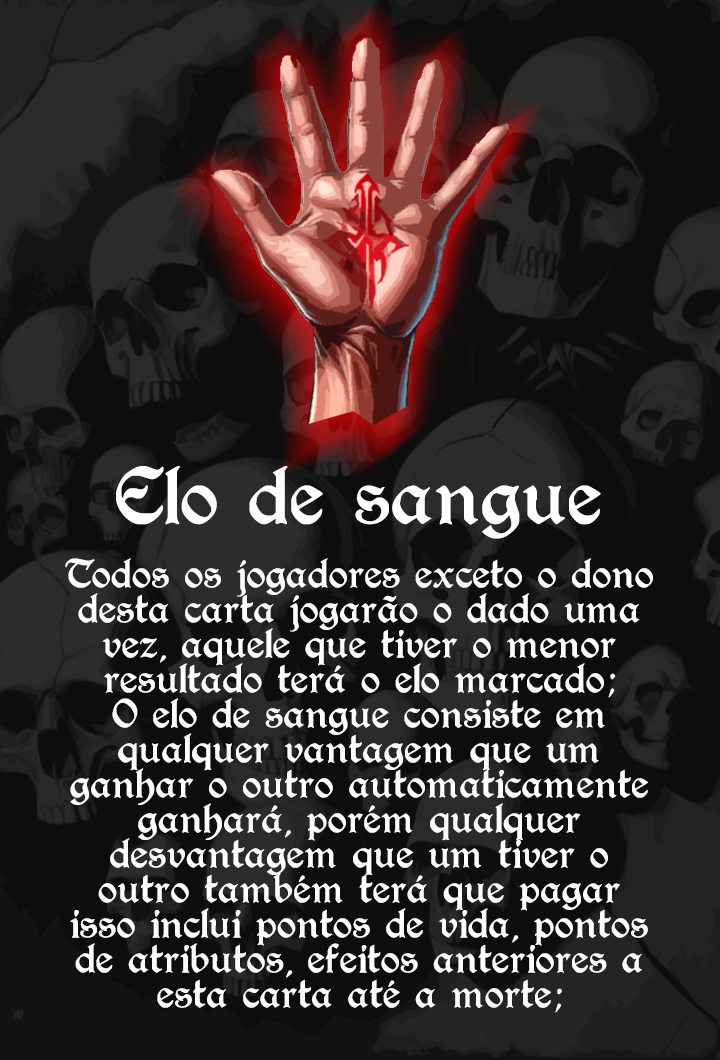 Elo de sangue
Todos os jogadores exceto o dono
desta carta jogarão o dado uma
vez, aquele que tiver o menor
resultado terá o elo marcado;
O elo de sangue consiste em
qualquer vantagem que um
ganhar o outro automaticamente
ganhará, porém qualquer
desvantagem que um tiver o
outro também terá que pagar
isso inclui pontos de vida, pontos
de atributos, efeitos anteriores a
esta carta até a morte;